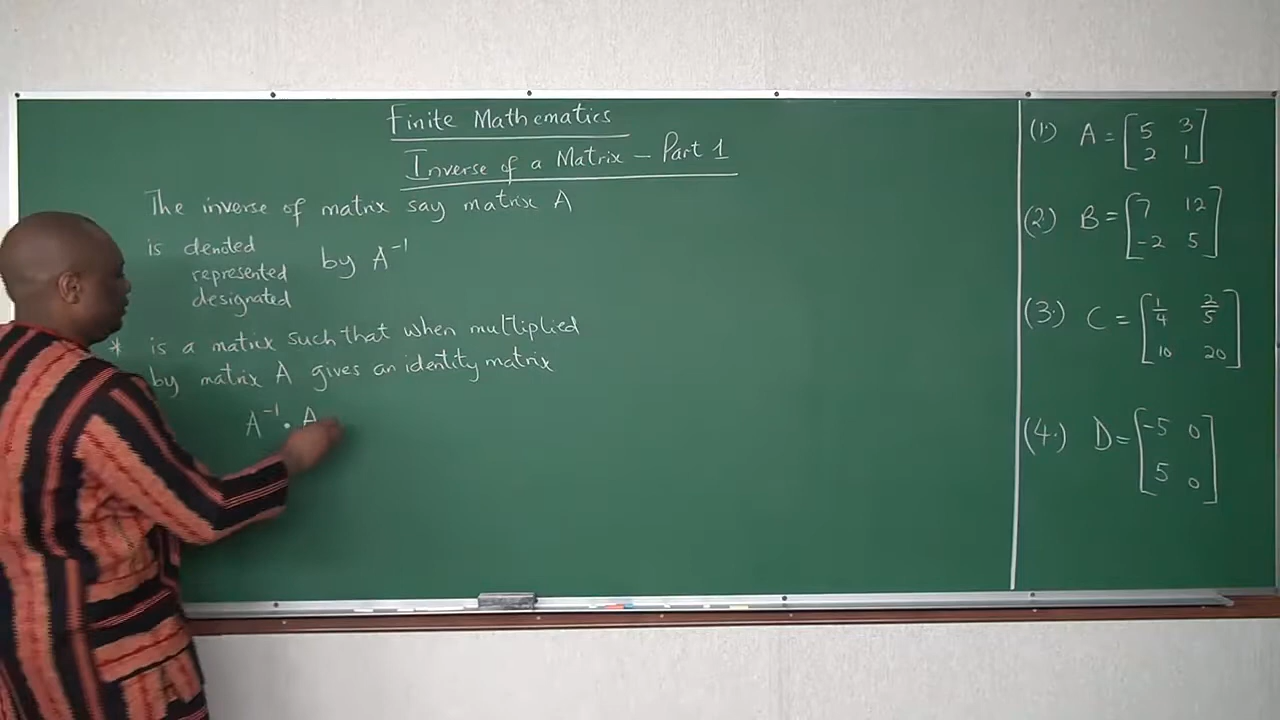 Finite Mathematics
Inverse of a Matrix – Part 1
The inverse of matrix say matrix A
is denoted
represented by A⁻¹
designated
* is a matrix such that when multiplied
by matrix A gives an identity matrix
A⁻¹ · A
(1.) A = [5 3
2 1]
(2.) B = [7 12
-2 5]
(3.) C = [1/4 2/5
10 20]
(4.) D = [-5 0
5 0]